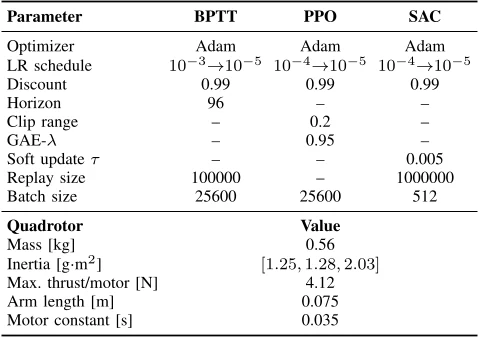 Parameter BPTT PPO SAC
Optimizer Adam Adam Adam
LR schedule 10⁻³→10⁻⁵ 10⁻⁴→10⁻⁵ 10⁻⁴→10⁻⁵
Discount 0.99 0.99 0.99
Horizon 96 – –
Clip range – 0.2 –
GAE-λ – 0.95 –
Soft update τ – – 0.005
Replay size 100000 – 1000000
Batch size 25600 25600 512
Quadrotor Value
Mass [kg] 0.56
Inertia [g·m²] [1.25, 1.28, 2.03]
Max. thrust/motor [N] 4.12
Arm length [m] 0.075
Motor constant [s] 0.035